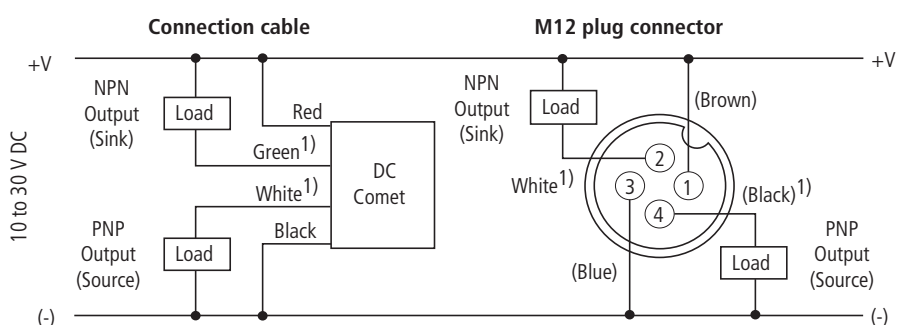 Connection cable
M12 plug connector
+V
+V
10 to 30 V DC
NPN
Output
(Sink)
Load
Red
Green1)
White1)
Black
DC
Comet
PNP
Output
(Source)
Load
(-)
NPN
Output
(Sink)
Load
(Brown)
White1)
2
3
1
4
(Black)1)
(Blue)
Load
PNP
Output
(Source)
(-)